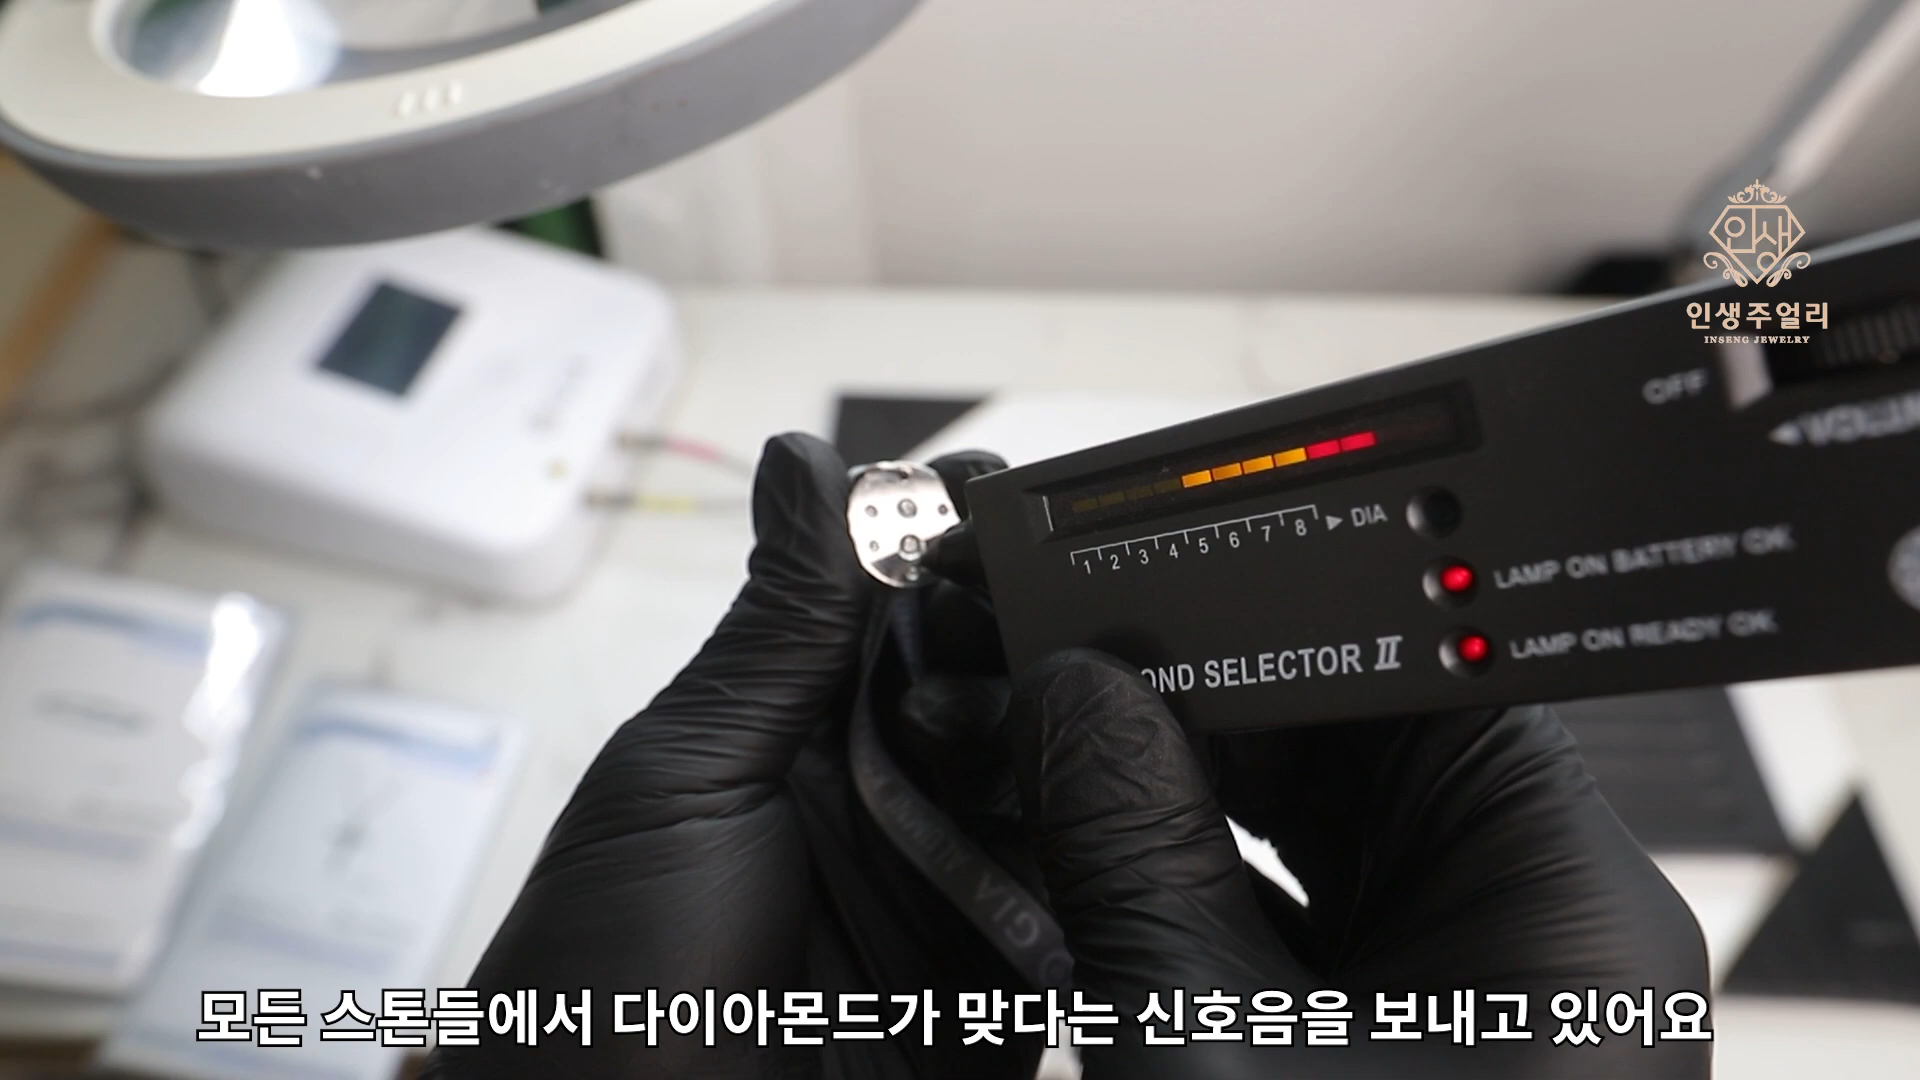 인생
인생주얼리
INSENG JEWELRY
OFF
1 2 3 4 5 6 7 8 ▶ DIA
LAMP ON BATTERY OK
LAMP ON READY OK
OND SELECTOR II
GIA ALUMNI
모든 스톤들에서 다이아몬드가 맞다는 신호음을 보내고 있어요